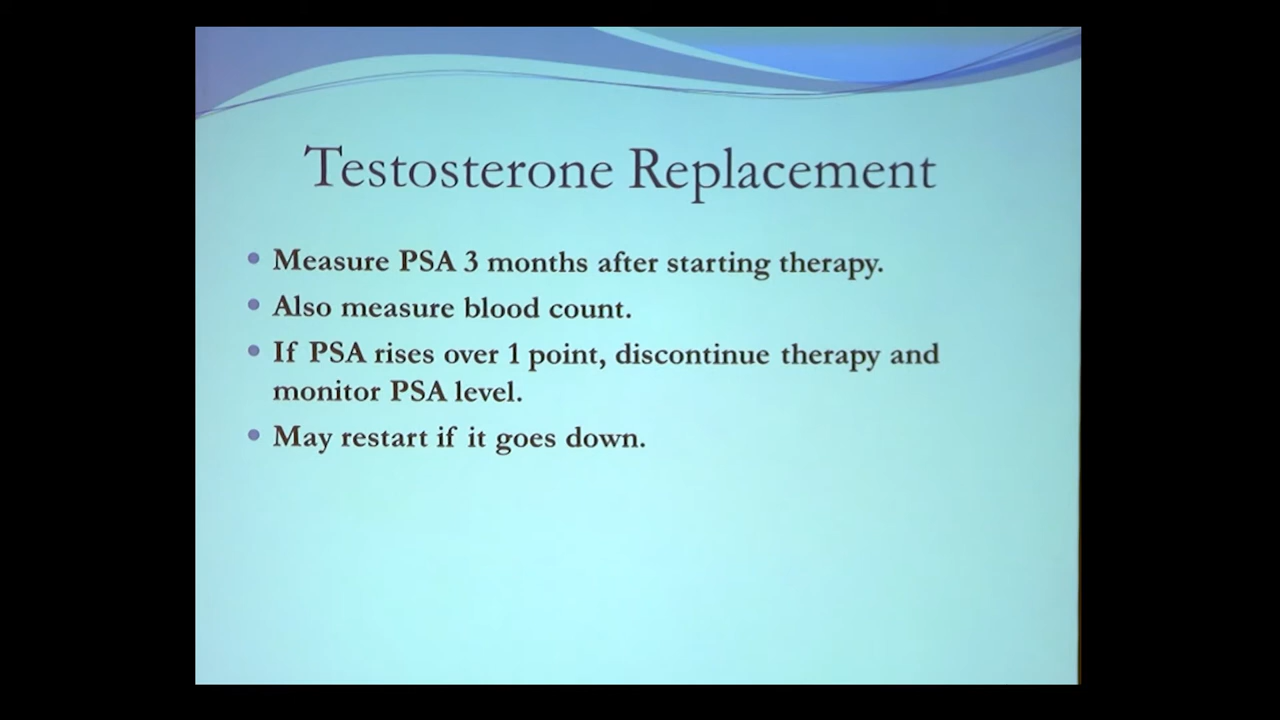 Testosterone Replacement
• Measure PSA 3 months after starting therapy.
• Also measure blood count.
• If PSA rises over 1 point, discontinue therapy and
monitor PSA level.
• May restart if it goes down.